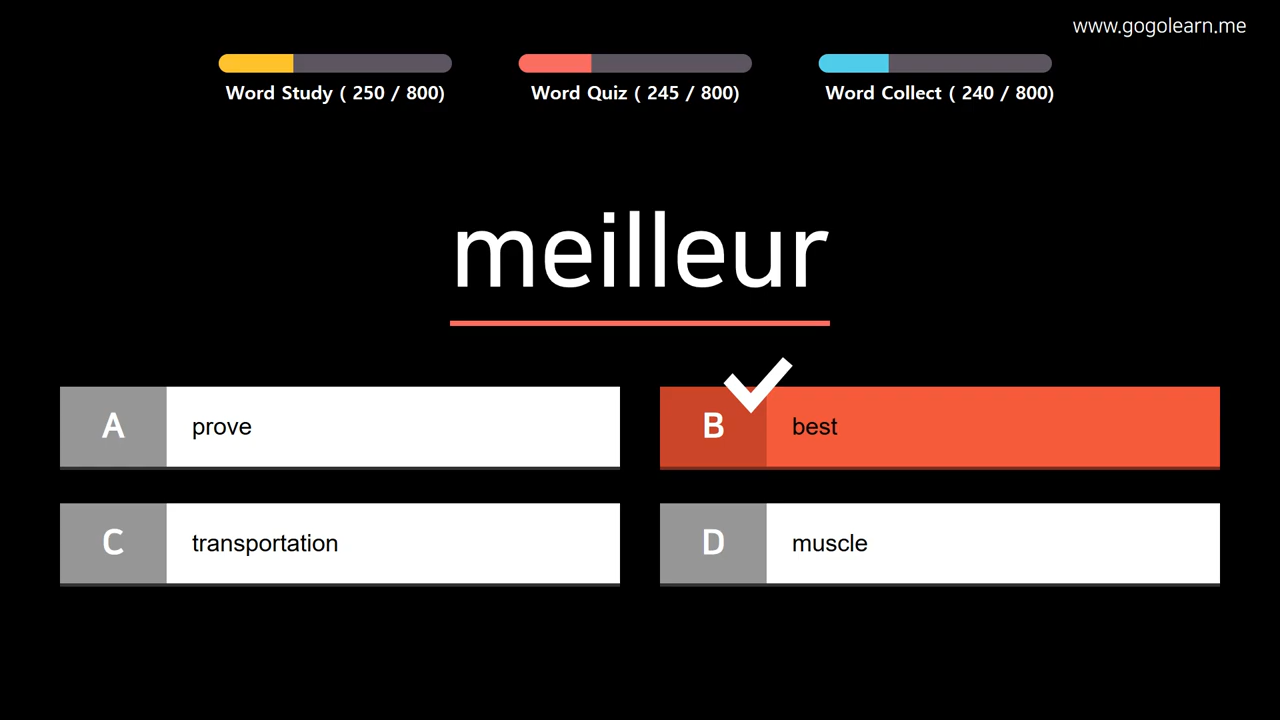 www.gogolearn.me
Word Study ( 250 / 800)
Word Quiz ( 245 / 800)
Word Collect ( 240 / 800)
meilleur
A prove
B best
C transportation
D muscle